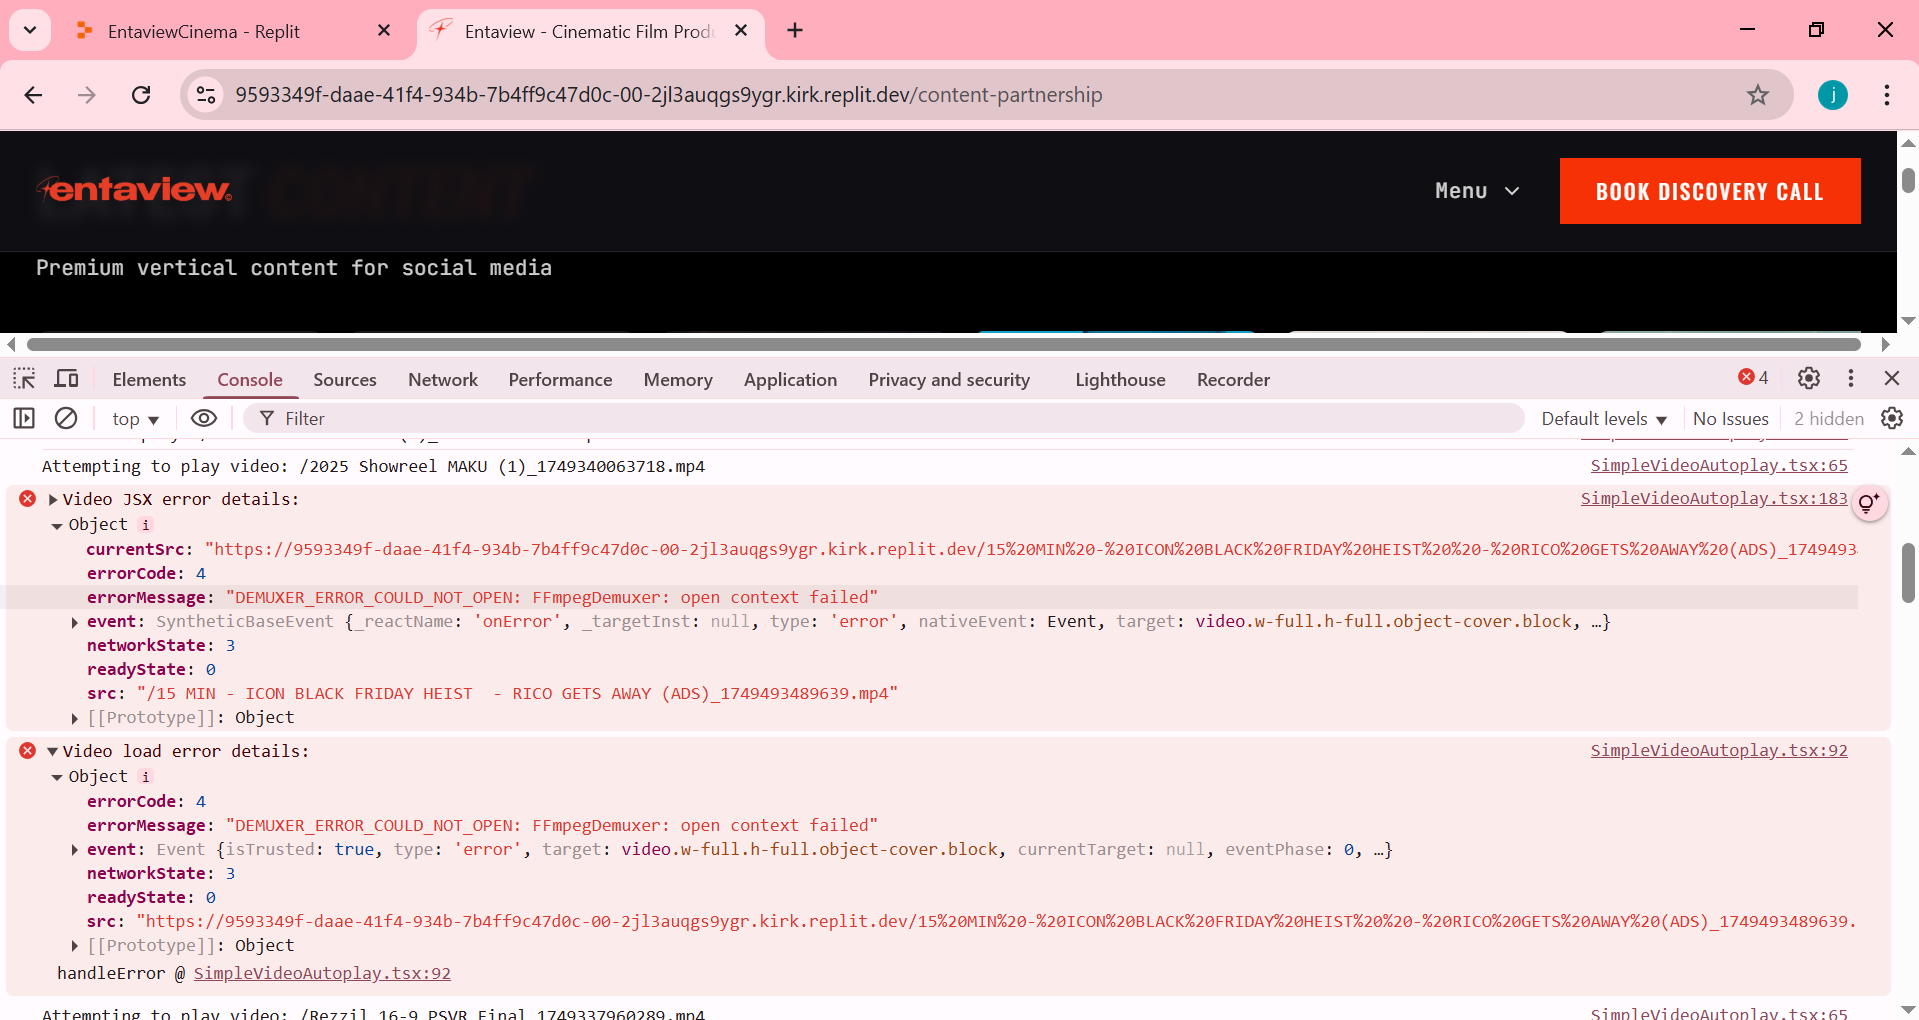 EntaviewCinema - Replit
Entaview - Cinematic Film Produ
9593349f-daae-41f4-934b-7b4ff9c47d0c-00-2jl3auqgs9ygr.kirk.replit.dev/content-partnership
j
LATEST CONTENT
entaview.
Menu
BOOK DISCOVERY CALL
Premium vertical content for social media
Elements Console Sources Network Performance Memory Application Privacy and security Lighthouse Recorder 4
top Filter Default levels No Issues 2 hidden
Attempting to play video: /2025 Showreel MAKU (1)_1749340063718.mp4 SimpleVideoAutoplay.tsx:65
Video JSX error details: SimpleVideoAutoplay.tsx:183
Object i
currentSrc: "https://9593349f-daae-41f4-934b-7b4ff9c47d0c-00-2jl3auqgs9ygr.kirk.replit.dev/15%20MIN%20-%20ICON%20BLACK%20FRIDAY%20HEIST%20%20-%20RICO%20GETS%20AWAY%20(ADS)_1749493
errorCode: 4
errorMessage: "DEMUXER_ERROR_COULD_NOT_OPEN: FFmpegDemuxer: open context failed"
event: SyntheticBaseEvent {_reactName: 'onError', _targetInst: null, type: 'error', nativeEvent: Event, target: video.w-full.h-full.object-cover.block, …}
networkState: 3
readyState: 0
src: "/15 MIN - ICON BLACK FRIDAY HEIST  - RICO GETS AWAY (ADS)_1749493489639.mp4"
[[Prototype]]: Object
Video load error details: SimpleVideoAutoplay.tsx:92
Object i
errorCode: 4
errorMessage: "DEMUXER_ERROR_COULD_NOT_OPEN: FFmpegDemuxer: open context failed"
event: Event {isTrusted: true, type: 'error', target: video.w-full.h-full.object-cover.block, currentTarget: null, eventPhase: 0, …}
networkState: 3
readyState: 0
src: "https://9593349f-daae-41f4-934b-7b4ff9c47d0c-00-2jl3auqgs9ygr.kirk.replit.dev/15%20MIN%20-%20ICON%20BLACK%20FRIDAY%20HEIST%20%20-%20RICO%20GETS%20AWAY%20(ADS)_1749493489639.
[[Prototype]]: Object
handleError @ SimpleVideoAutoplay.tsx:92
Attempting to play video: /Rezzil 16-9 PSVR Final_1749337960289.mp4 SimpleVideoAutoplay.tsx:65